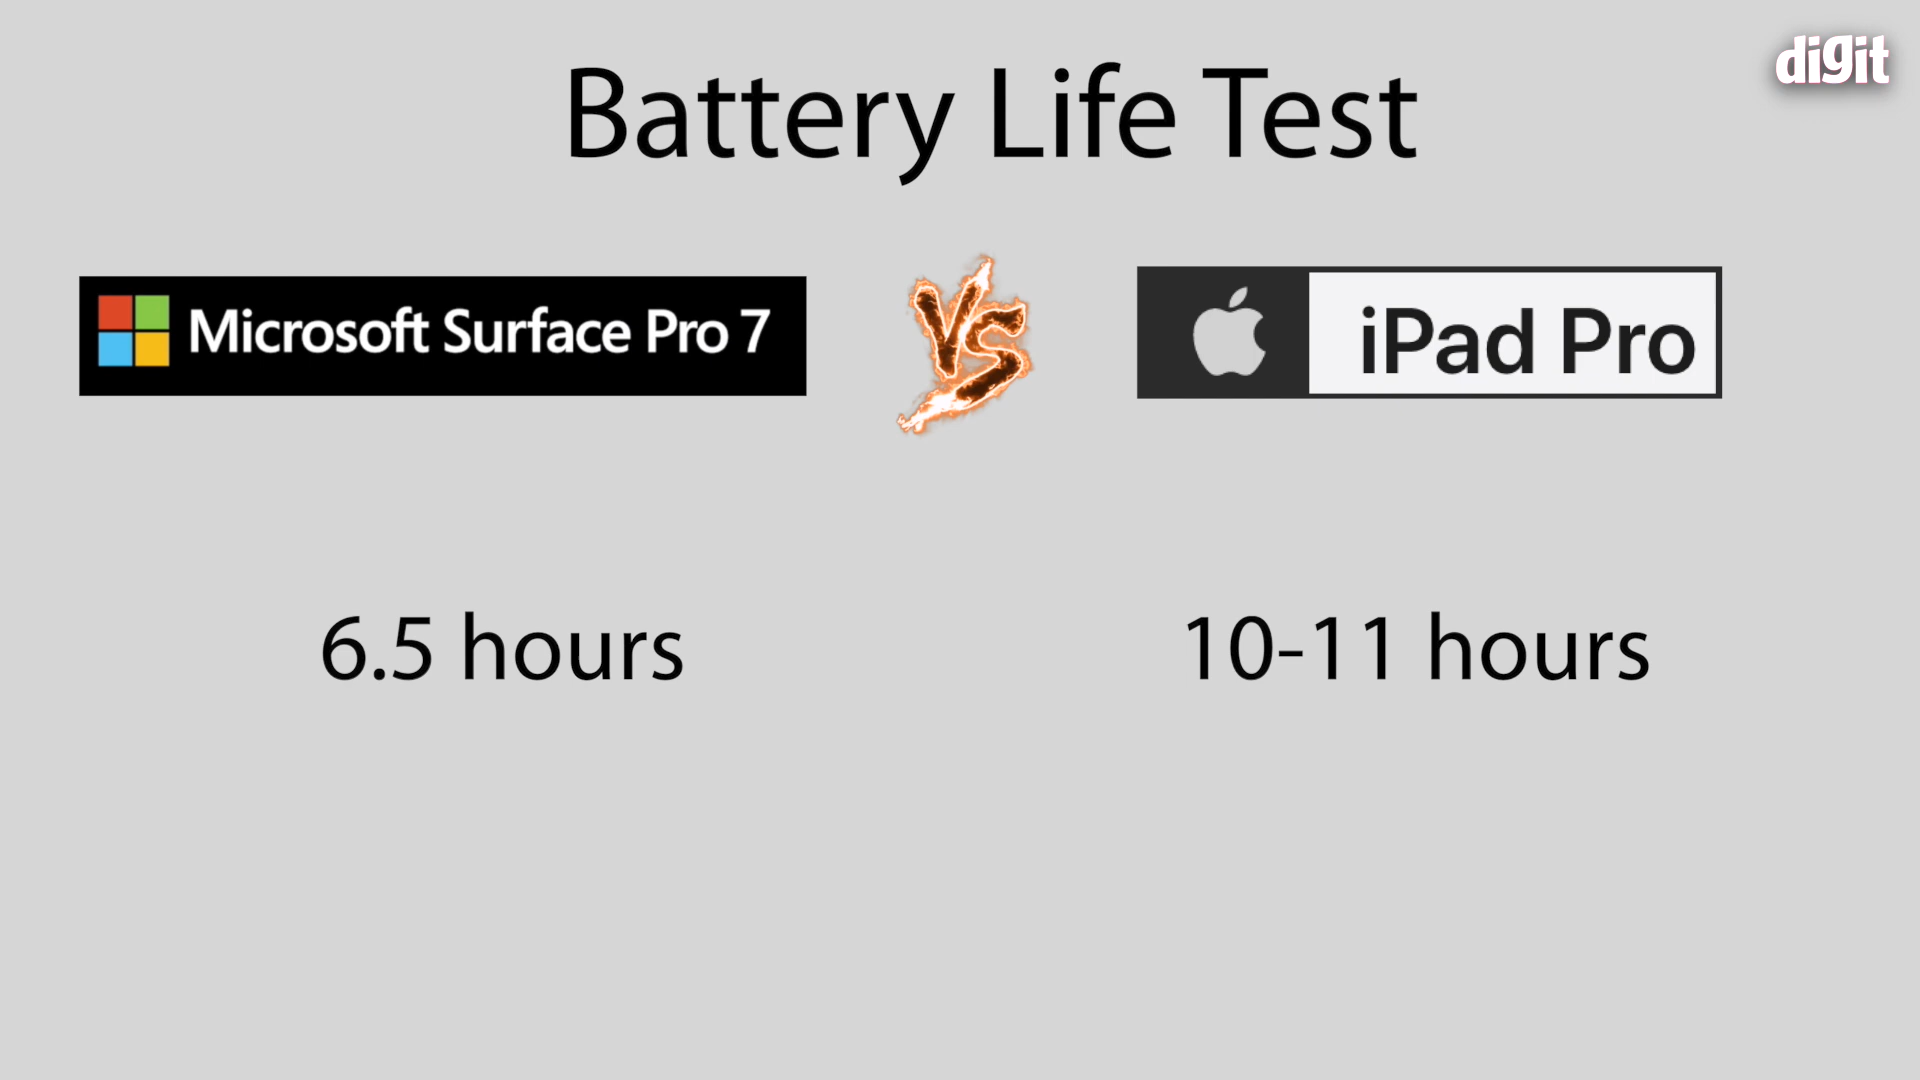 digit
Battery Life Test
Microsoft Surface Pro 7
VS
iPad Pro
6.5 hours
10-11 hours